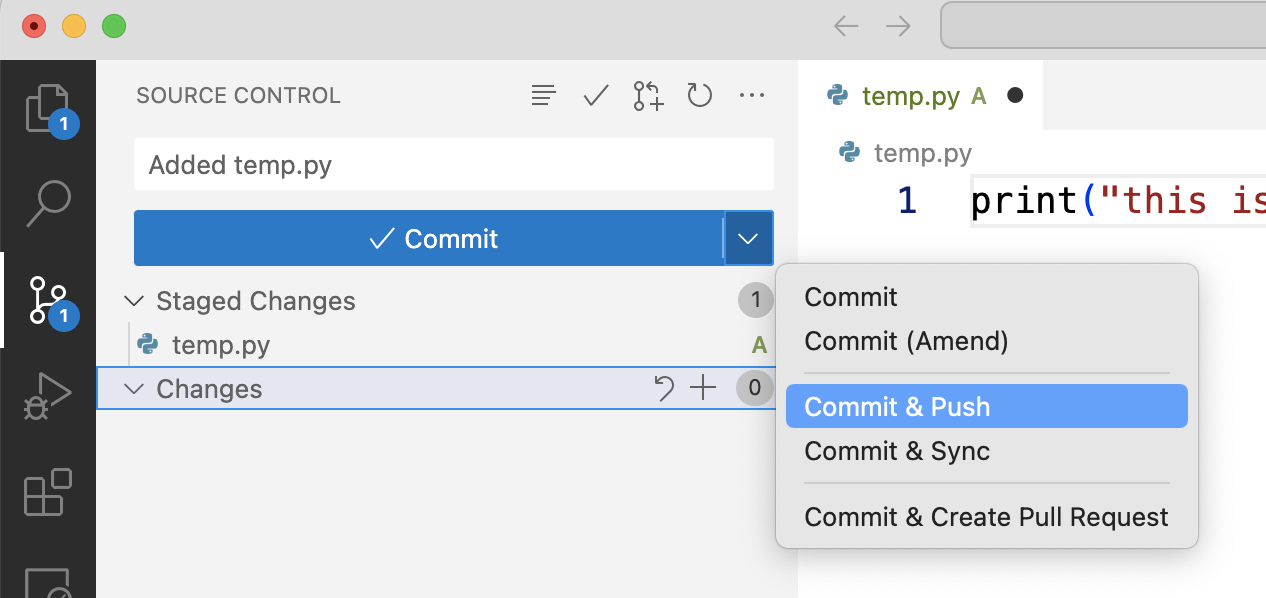 SOURCE CONTROL
Added temp.py
Commit
Staged Changes
1
temp.py
A
Changes
0
1
1
temp.py A
temp.py
1
print("this is
Commit
Commit (Amend)
Commit & Push
Commit & Sync
Commit & Create Pull Request